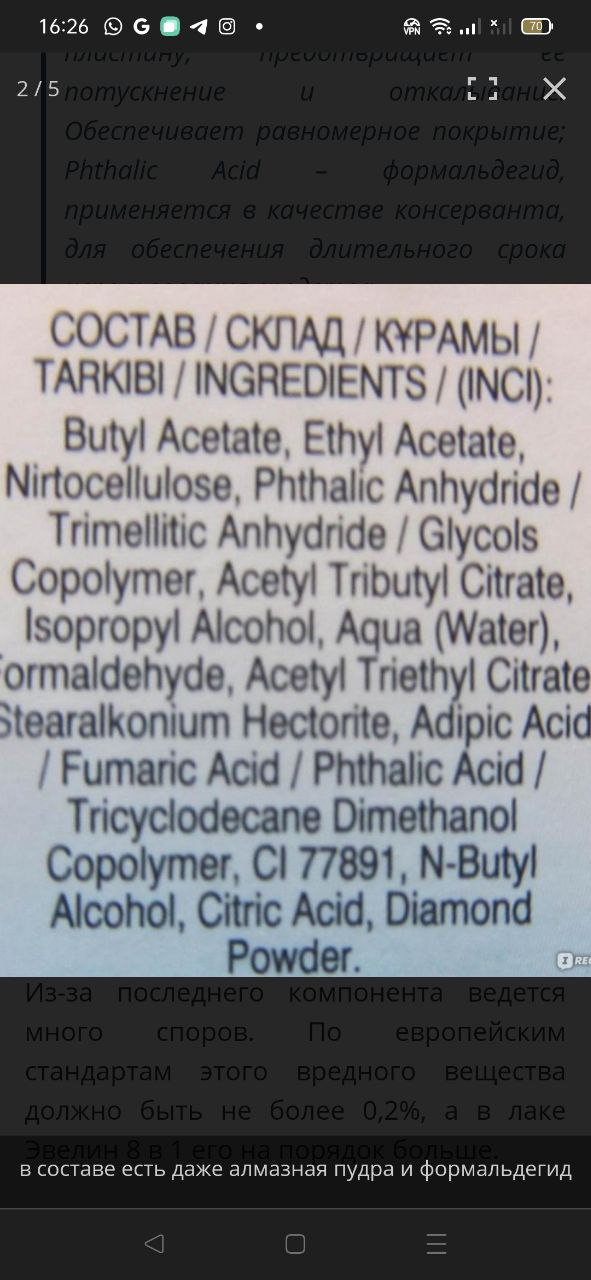 16:26
VPN
70
пластину, предотвращает ее
2 / 5
потускнение и откалывание.
Обеспечивает равномерное покрытие;
Phthalic Acid – формальдегид,
применяется в качестве консерванта,
для обеспечения длительного срока
СОСТАВ / СКЛАД / ҚҰРАМЫ /
TARKIBI / INGREDIENTS / (INCI):
Butyl Acetate, Ethyl Acetate,
Nirtocellulose, Phthalic Anhydride /
Trimellitic Anhydride / Glycols
Copolymer, Acetyl Tributyl Citrate,
Isopropyl Alcohol, Aqua (Water),
Formaldehyde, Acetyl Triethyl Citrate
Stearalkonium Hectorite, Adipic Acid
/ Fumaric Acid / Phthalic Acid /
Tricyclodecane Dimethanol
Copolymer, CI 77891, N-Butyl
Alcohol, Citric Acid, Diamond
Powder.
Из-за последнего компонента ведется
много споров. По европейским
стандартам этого вредного вещества
должно быть не более 0,2%, а в лаке
Эвелин 8 в 1 его на порядок больше.
в составе есть даже алмазная пудра и формальдегид